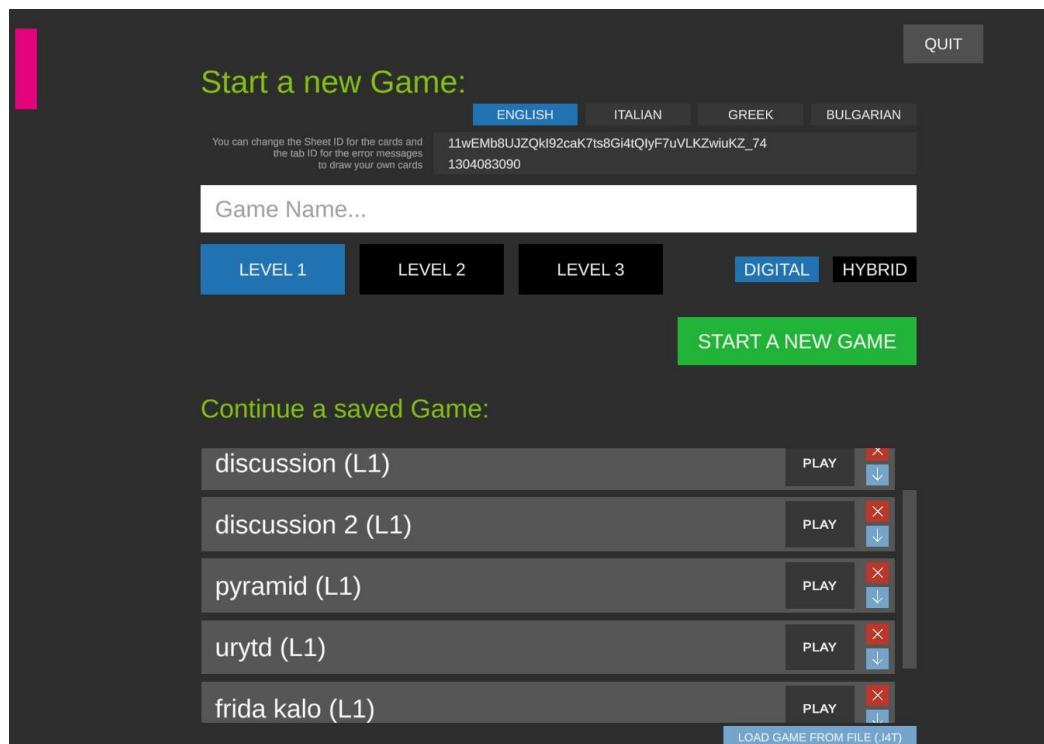 QUIT
Start a new Game:
ENGLISH ITALIAN GREEK BULGARIAN
You can change the Sheet ID for the cards and
the tab ID for the error messages
to draw your own cards
11wEMb8UJZQkI92caK7ts8Gi4tQIyF7uVLKZwiuKZ_74
1304083090
Game Name...
LEVEL 1 LEVEL 2 LEVEL 3 DIGITAL HYBRID
START A NEW GAME
Continue a saved Game:
discussion (L1) PLAY
discussion 2 (L1) PLAY
pyramid (L1) PLAY
urytd (L1) PLAY
frida kalo (L1) PLAY
LOAD GAME FROM FILE (.I4T)